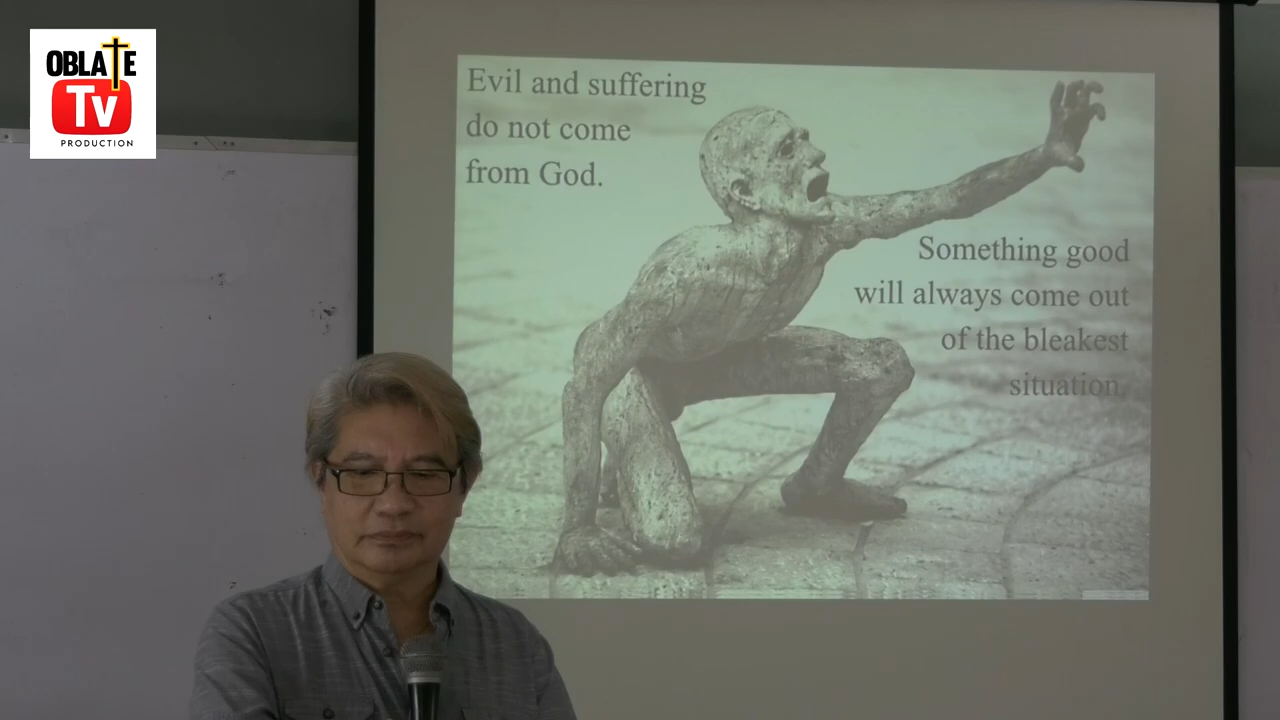 OBLATE
Tv
PRODUCTION
Evil and suffering
do not come
from God.
Something good
will always come out
of the bleakest
situation.